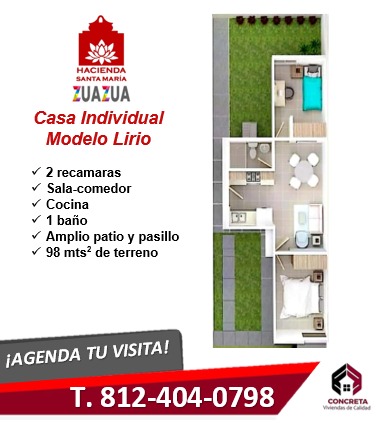 HACIENDA
SANTA MARÍA
ZUAZUA
Casa Individual
Modelo Lirio
✓ 2 recamaras
✓ Sala-comedor
✓ Cocina
✓ 1 baño
✓ Amplio patio y pasillo
✓ 98 mts² de terreno
¡AGENDA TU VISITA!
T. 812-404-0798
CONCRETA
Viviendas de Calidad